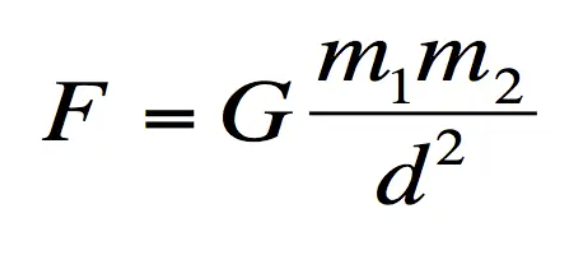 F = G m₁m₂
d²